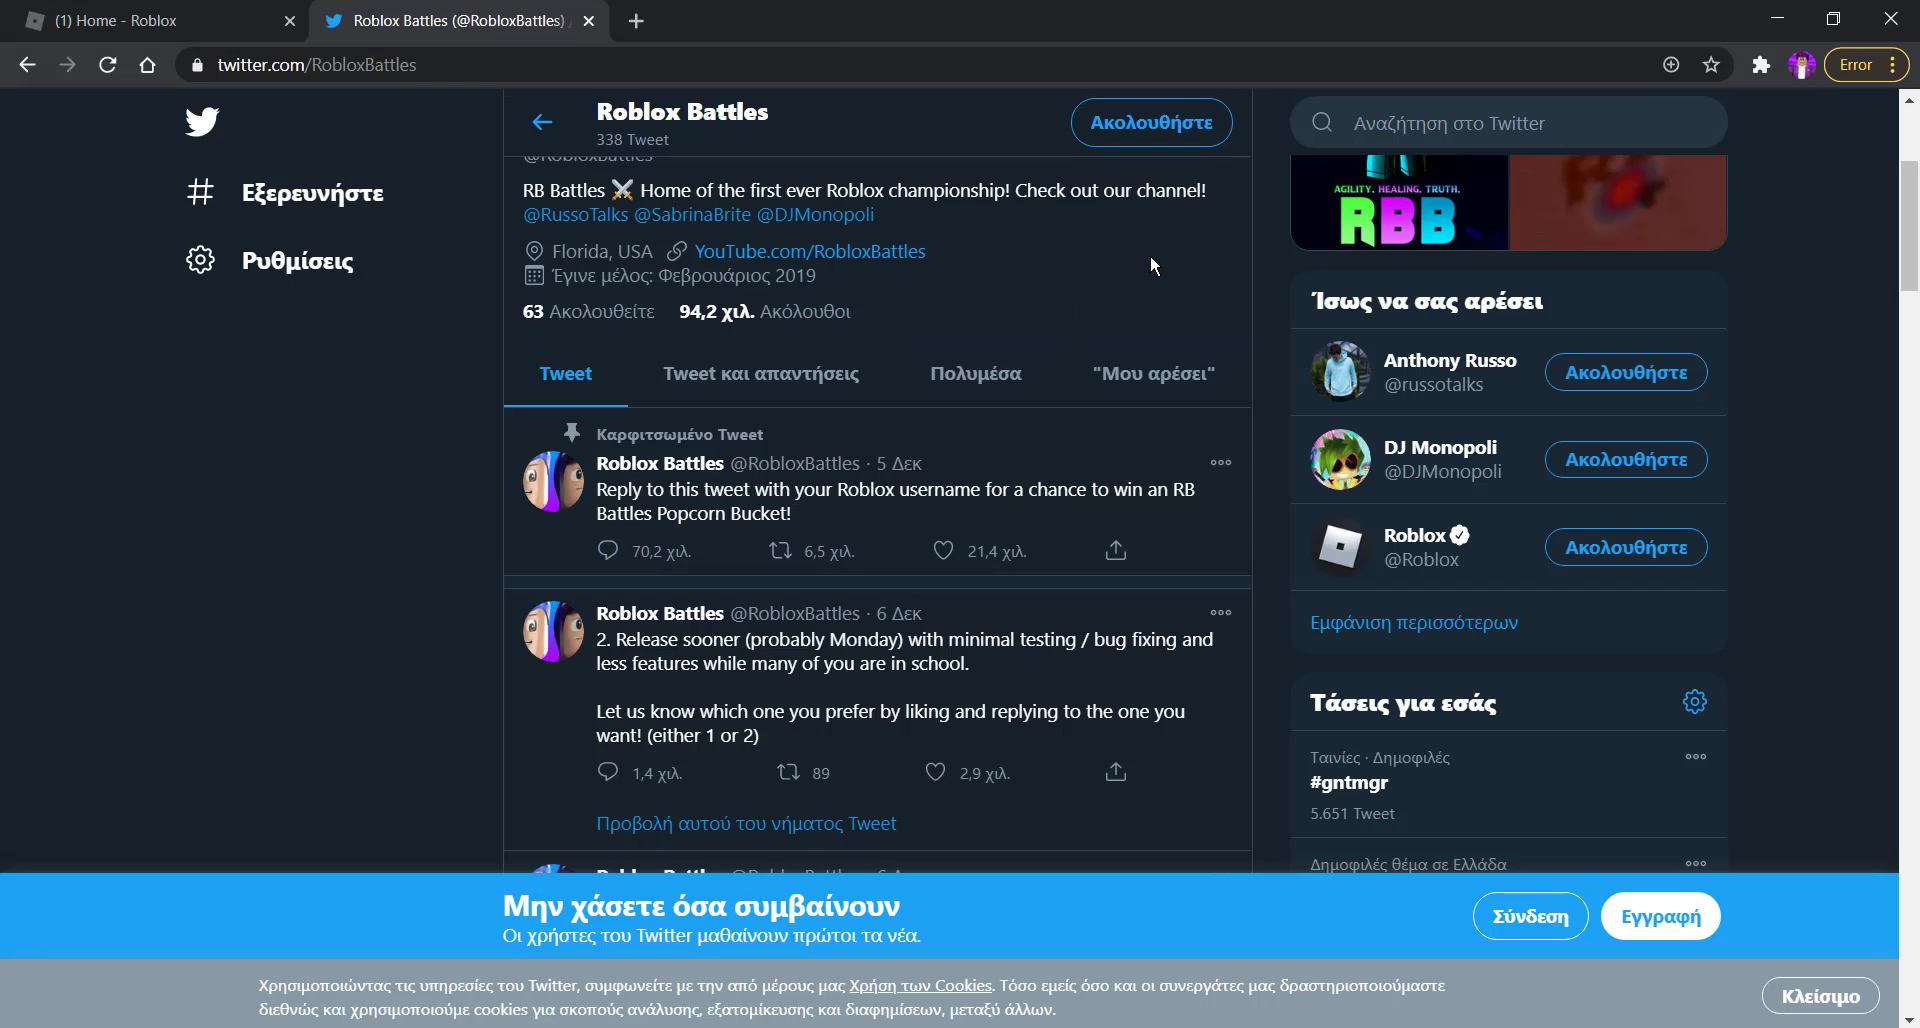 (1) Home - Roblox
Roblox Battles (@RobloxBattles)
twitter.com/RobloxBattles
Error
Roblox Battles
338 Tweet
Ακολουθήστε
Αναζήτηση στο Twitter
Εξερευνήστε
Ρυθμίσεις
@RobloxBattles
RB Battles ⚔️ Home of the first ever Roblox championship! Check out our channel!
@RussoTalks @SabrinaBrite @DJMonopoli
Florida, USA YouTube.com/RobloxBattles
Έγινε μέλος: Φεβρουάριος 2019
63 Ακολουθείτε 94,2 χιλ. Ακόλουθοι
Tweet Tweet και απαντήσεις Πολυμέσα "Μου αρέσει"
Καρφιτσωμένο Tweet
Roblox Battles @RobloxBattles · 5 Δεκ
Reply to this tweet with your Roblox username for a chance to win an RB
Battles Popcorn Bucket!
70,2 χιλ. 6,5 χιλ. 21,4 χιλ.
Roblox Battles @RobloxBattles · 6 Δεκ
2. Release sooner (probably Monday) with minimal testing / bug fixing and
less features while many of you are in school.
Let us know which one you prefer by liking and replying to the one you
want! (either 1 or 2)
1,4 χιλ. 89 2,9 χιλ.
Προβολή αυτού του νήματος Tweet
AGILITY. HEALING. TRUTH.
RBB
Ίσως να σας αρέσει
Anthony Russo
@russotalks
Ακολουθήστε
DJ Monopoli
@DJMonopoli
Ακολουθήστε
Roblox
@Roblox
Ακολουθήστε
Εμφάνιση περισσότερων
Τάσεις για εσάς
Ταινίες · Δημοφιλές
#gntmgr
5.651 Tweet
Δημοφιλές θέμα σε Ελλάδα
Μην χάσετε όσα συμβαίνουν
Οι χρήστες του Twitter μαθαίνουν πρώτοι τα νέα.
Σύνδεση
Εγγραφή
Χρησιμοποιώντας τις υπηρεσίες του Twitter, συμφωνείτε με την από μέρους μας Χρήση των Cookies. Τόσο εμείς όσο και οι συνεργάτες μας δραστηριοποιούμαστε
διεθνώς και χρησιμοποιούμε cookies για σκοπούς ανάλυσης, εξατομίκευσης και διαφημίσεων, μεταξύ άλλων.
Κλείσιμο